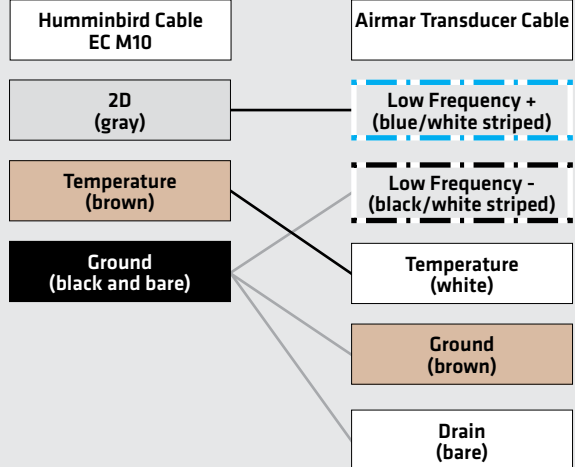 Humminbird Cable
EC M10
Airmar Transducer Cable
2D
(gray)
Low Frequency +
(blue/white striped)
Temperature
(brown)
Low Frequency -
(black/white striped)
Ground
(black and bare)
Temperature
(white)
Ground
(brown)
Drain
(bare)